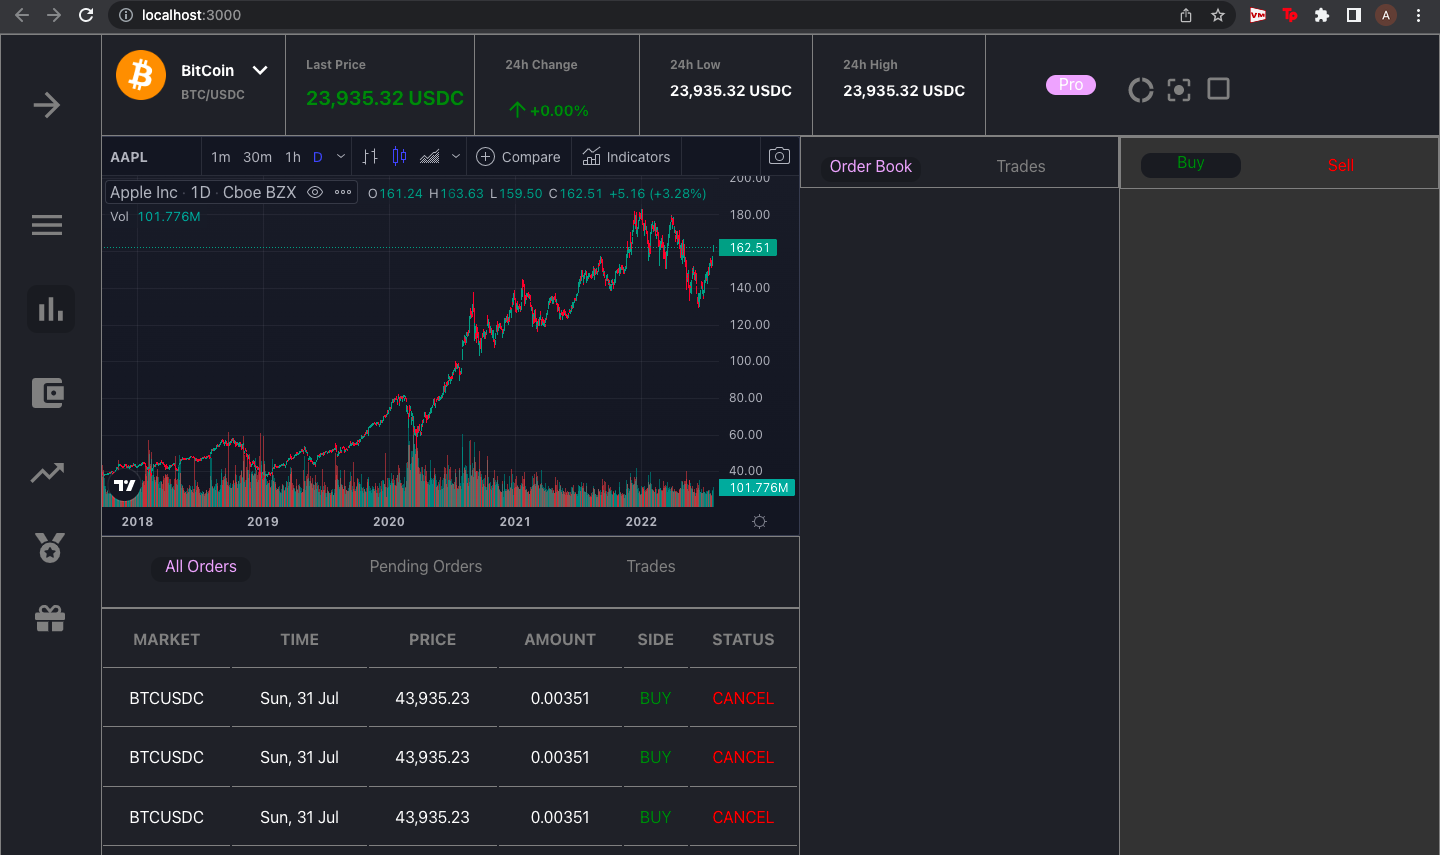 localhost:3000
VM
Tp
A
BitCoin
BTC/USDC
Last Price
23,935.32 USDC
24h Change
+0.00%
24h Low
23,935.32 USDC
24h High
23,935.32 USDC
Pro
AAPL
1m 30m 1h D
Compare
Indicators
Order Book
Trades
Buy
Sell
Apple Inc · 1D · Cboe BZX
O161.24 H163.63 L159.50 C162.51 +5.16 (+3.28%)
Vol 101.776M
200.00
180.00
162.51
140.00
120.00
100.00
80.00
60.00
40.00
101.776M
2018 2019 2020 2021 2022
All Orders
Pending Orders
Trades
MARKET TIME PRICE AMOUNT SIDE STATUS
BTCUSDC Sun, 31 Jul 43,935.23 0.00351 BUY CANCEL
BTCUSDC Sun, 31 Jul 43,935.23 0.00351 BUY CANCEL
BTCUSDC Sun, 31 Jul 43,935.23 0.00351 BUY CANCEL